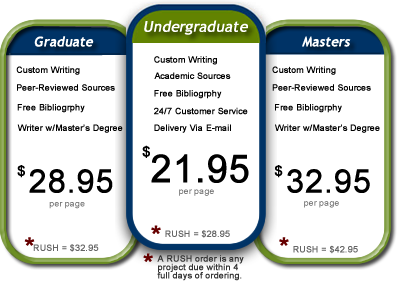 Graduate
Custom Writing
Peer-Reviewed Sources
Free Bibliogrphy
Writer w/Master's Degree
$28.95
per page
* RUSH = $32.95
Undergraduate
Custom Writing
Academic Sources
Free Bibliogrphy
24/7 Customer Service
Delivery Via E-mail
$21.95
per page
* RUSH = $28.95
Masters
Custom Writing
Peer-Reviewed Sources
Free Bibliogrphy
Writer w/Master's Degree
$32.95
per page
* RUSH = $42.95
* A RUSH order is any
project due within 4
full days of ordering.